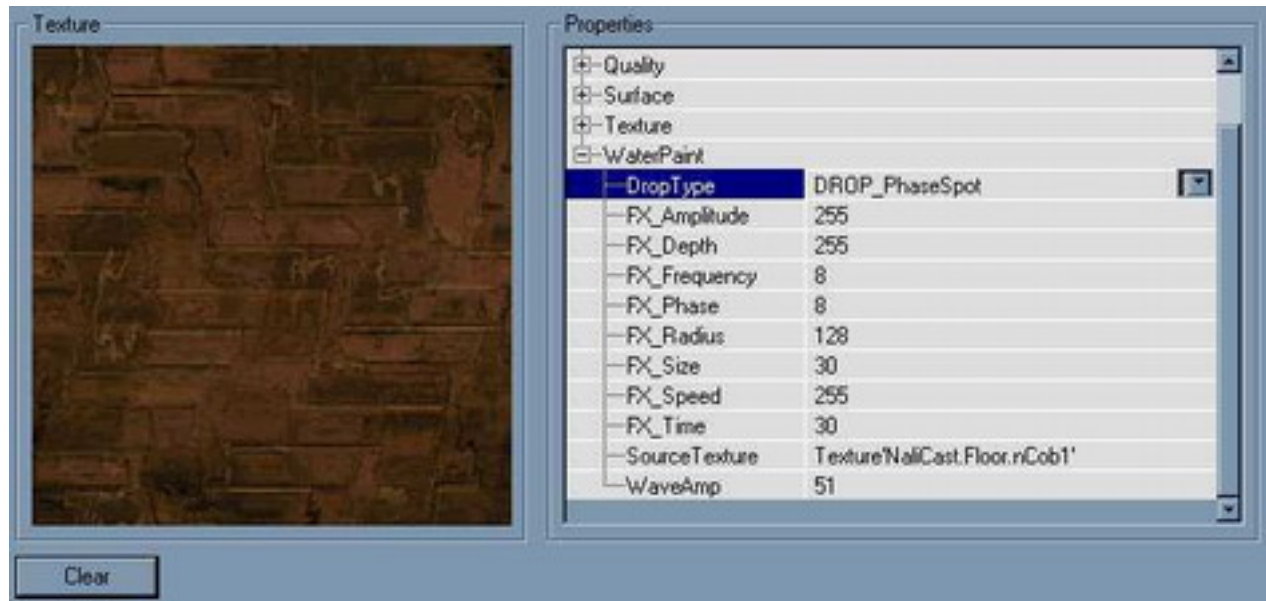 Texture
Properties
Quality
Surface
Texture
WaterPaint
DropType DROP_PhaseSpot
FX_Amplitude 255
FX_Depth 255
FX_Frequency 8
FX_Phase 8
FX_Radius 128
FX_Size 30
FX_Speed 255
FX_Time 30
SourceTexture Texture'NaliCast.Floor.nCob1'
WaveAmp 51
Clear